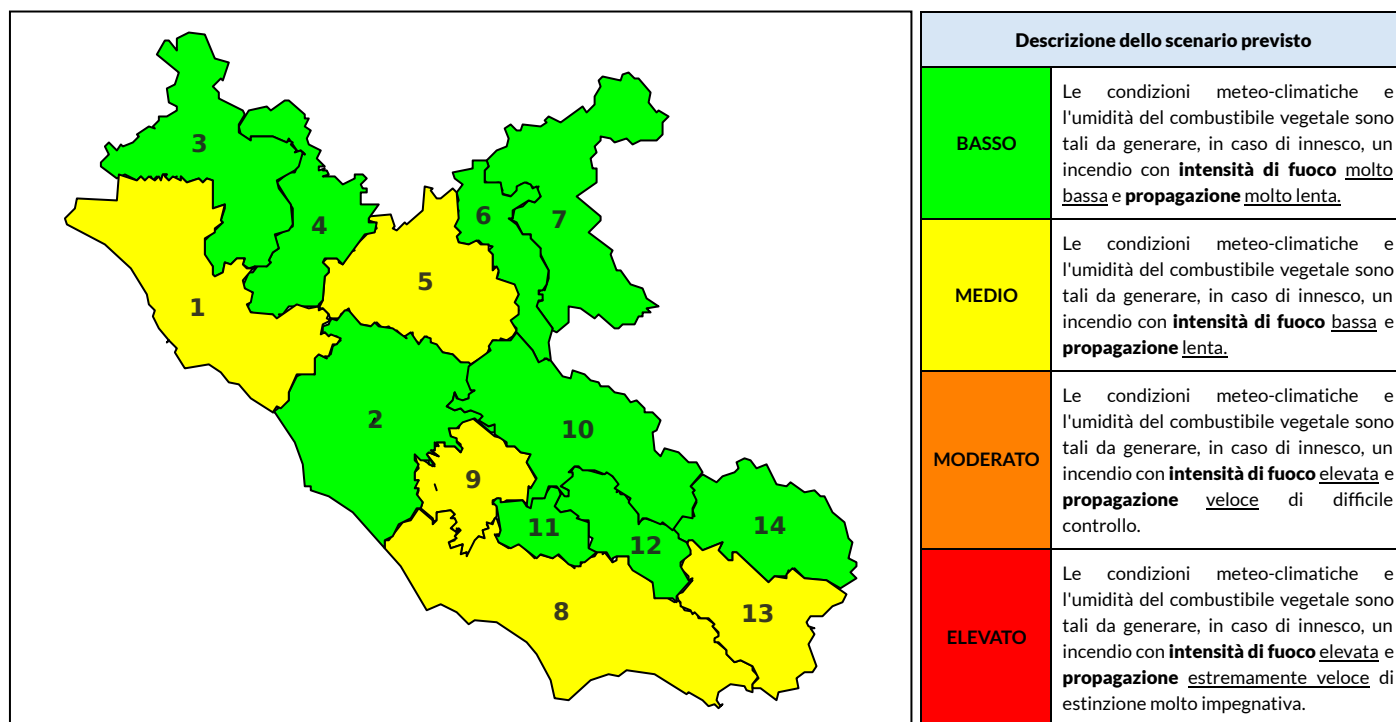 3
4
6
7
5
1
2
10
9
11
12
14
8
13
Descrizione dello scenario previsto
BASSO
Le condizioni meteo-climatiche e
l'umidità del combustibile vegetale sono
tali da generare, in caso di innesco, un
incendio con intensità di fuoco molto
bassa e propagazione molto lenta.
MEDIO
Le condizioni meteo-climatiche e
l'umidità del combustibile vegetale sono
tali da generare, in caso di innesco, un
incendio con intensità di fuoco bassa e
propagazione lenta.
MODERATO
Le condizioni meteo-climatiche e
l'umidità del combustibile vegetale sono
tali da generare, in caso di innesco, un
incendio con intensità di fuoco elevata e
propagazione veloce di difficile
controllo.
ELEVATO
Le condizioni meteo-climatiche e
l'umidità del combustibile vegetale sono
tali da generare, in caso di innesco, un
incendio con intensità di fuoco elevata e
propagazione estremamente veloce di
estinzione molto impegnativa.